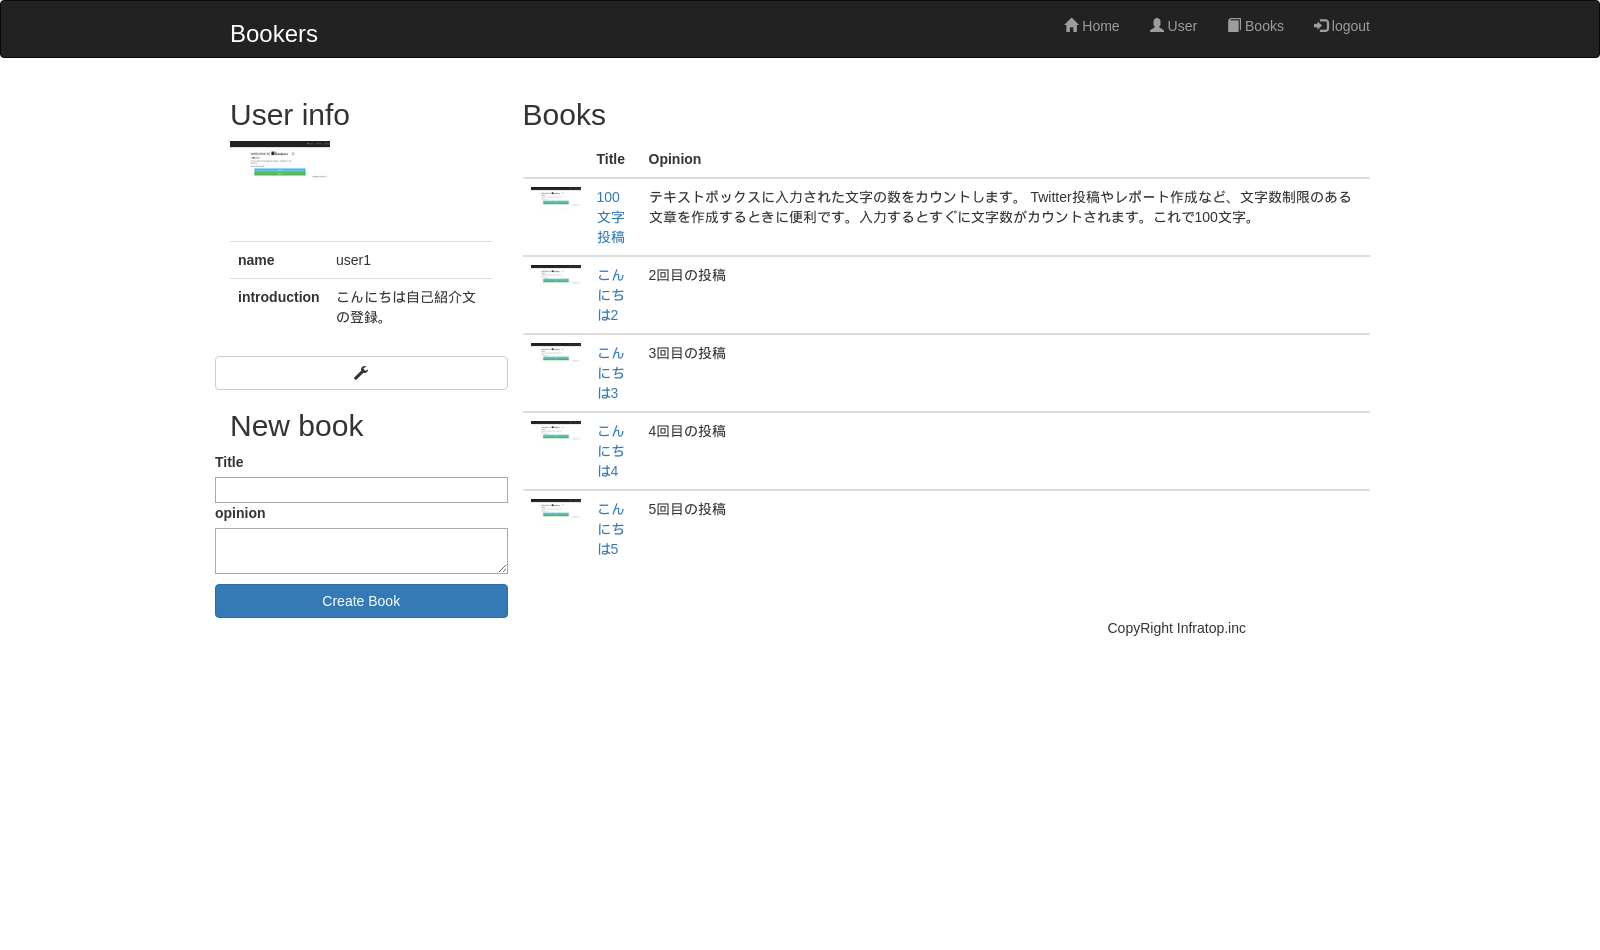 Bookers
Home
User
Books
logout
User info
name user1
introduction こんにちは自己紹介文
の登録。
New book
Title
opinion
Create Book
Books
Title Opinion
100
文字
投稿
テキストボックスに入力された文字の数をカウントします。 Twitter投稿やレポート作成など、文字数制限のある
文章を作成するときに便利です。入力するとすぐに文字数がカウントされます。これで100文字。
こん
にち
は2
2回目の投稿
こん
にち
は3
3回目の投稿
こん
にち
は4
4回目の投稿
こん
にち
は5
5回目の投稿
CopyRight Infratop.inc